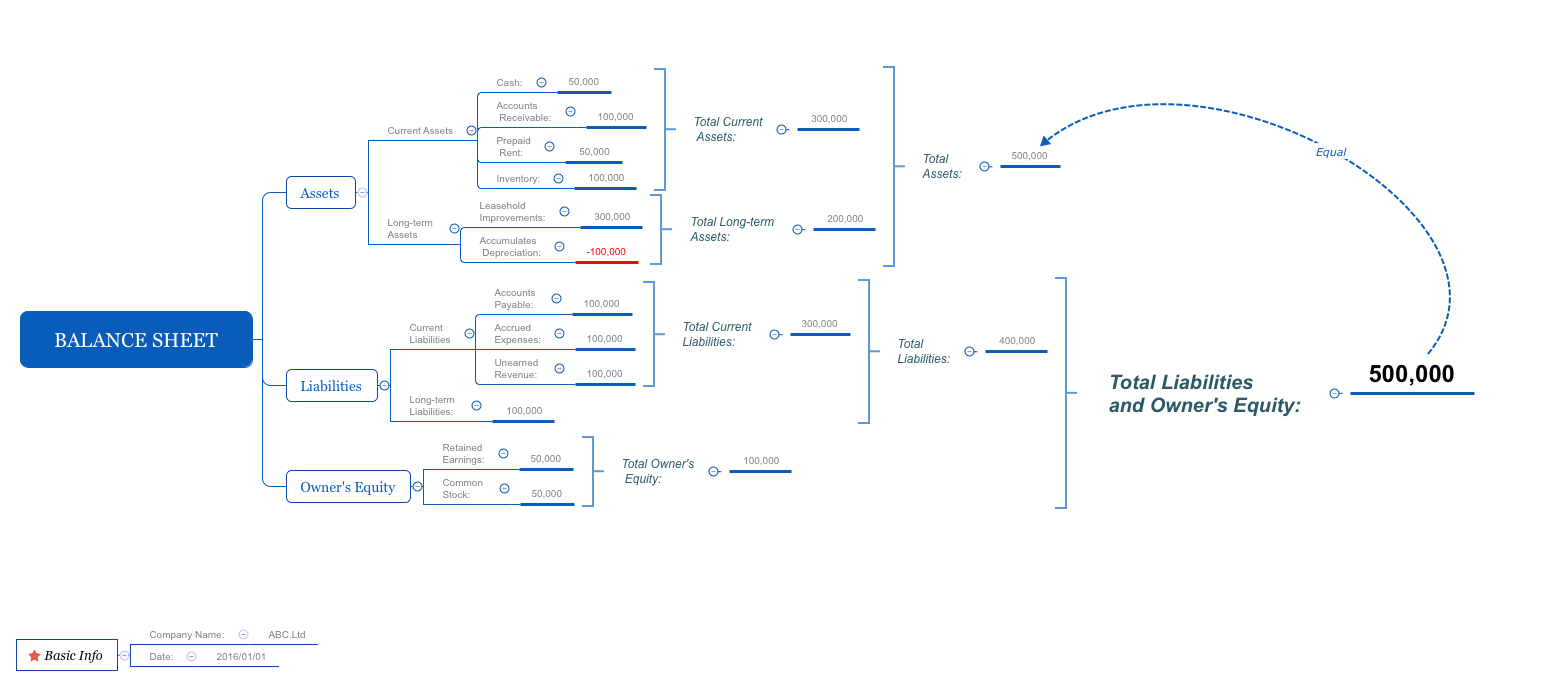 BALANCE SHEET
Assets
Current Assets
Cash:
50,000
Accounts
Receivable:
100,000
Prepaid
Rent:
50,000
Inventory:
100,000
Total Current
Assets:
300,000
Long-term
Assets
Leasehold
Improvements:
300,000
Accumulates
Depreciation:
-100,000
Total Long-term
Assets:
200,000
Total
Assets:
500,000
Liabilities
Current
Liabilities
Accounts
Payable:
100,000
Accrued
Expenses:
100,000
Unearned
Revenue:
100,000
Total Current
Liabilities:
300,000
Long-term
Liabilities:
100,000
Total
Liabilities:
400,000
Owner's Equity
Retained
Earnings:
50,000
Common
Stock:
50,000
Total Owner's
Equity:
100,000
Total Liabilities
and Owner's Equity:
500,000
Equal
Basic Info
Company Name:
ABC.Ltd
Date:
2016/01/01